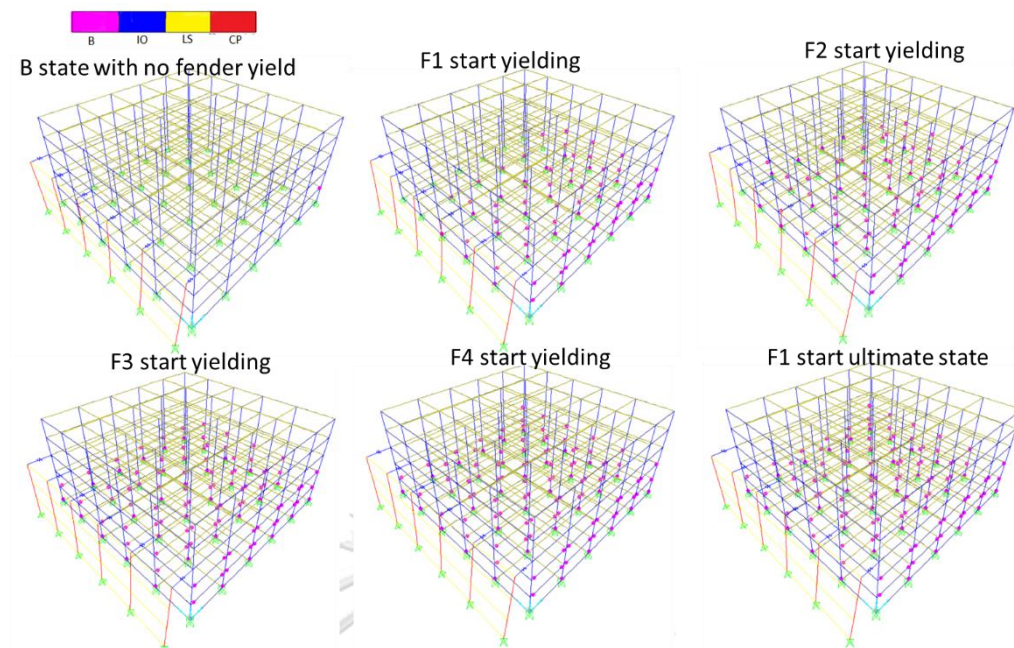 B IO LS CP
B state with no fender yield
F1 start yielding
F2 start yielding
F3 start yielding
F4 start yielding
F1 start ultimate state